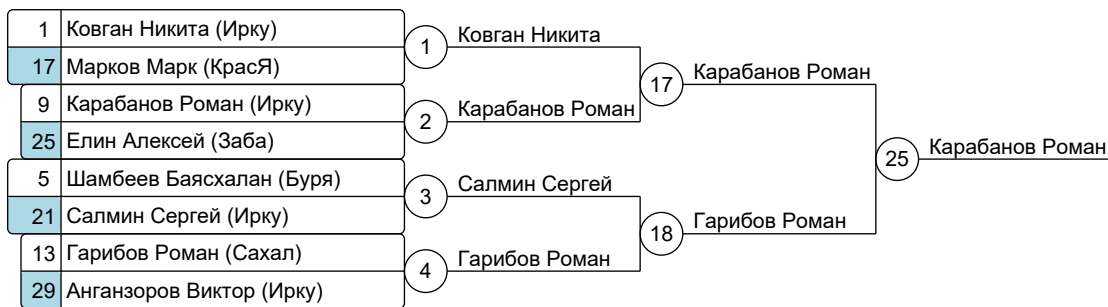 1 Ковган Никита (Ирку)
17 Марков Марк (КрасЯ)
9 Карабанов Роман (Ирку)
25 Елин Алексей (Заба)
5 Шамбеев Баясхалан (Буря)
21 Салмин Сергей (Ирку)
13 Гарибов Роман (Сахал)
29 Анганзоров Виктор (Ирку)
1 Ковган Никита
2 Карабанов Роман
3 Салмин Сергей
4 Гарибов Роман
17 Карабанов Роман
18 Гарибов Роман
25 Карабанов Роман